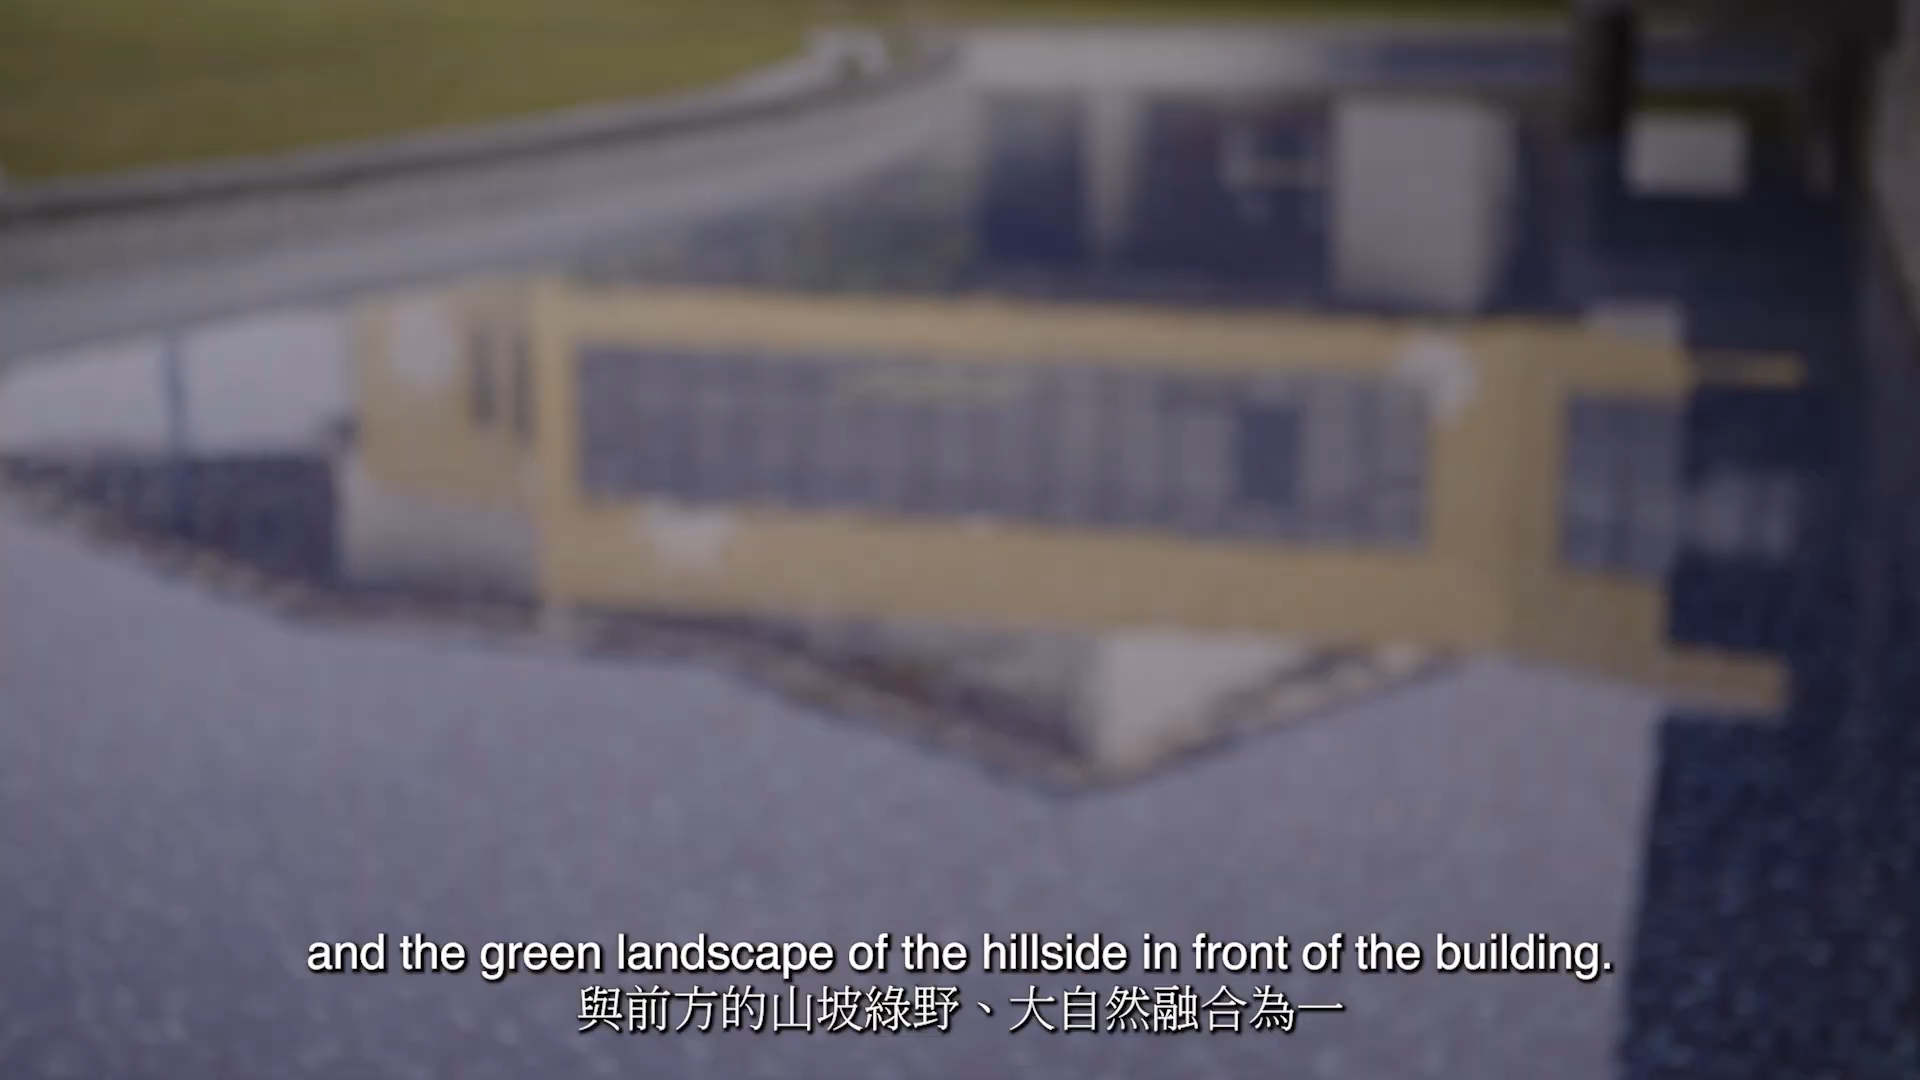 and the green landscape of the hillside in front of the building.
與前方的山坡綠野、大自然融合為一